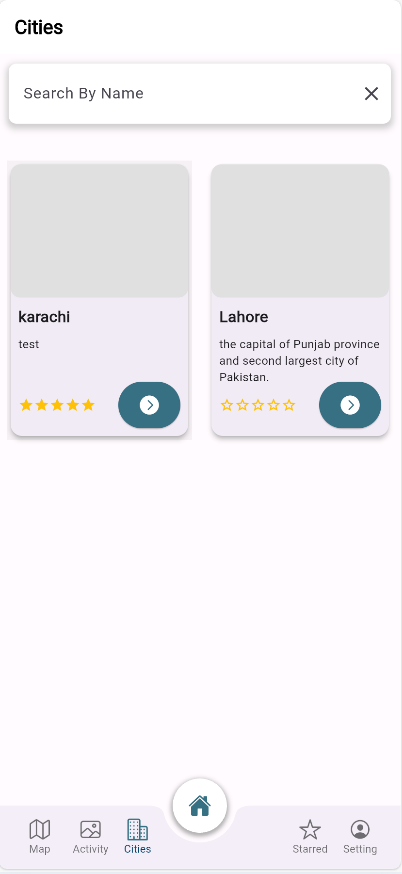 Cities
Search By Name
karachi
test
Lahore
the capital of Punjab province
and second largest city of
Pakistan.
Map
Activity
Cities
Starred
Setting